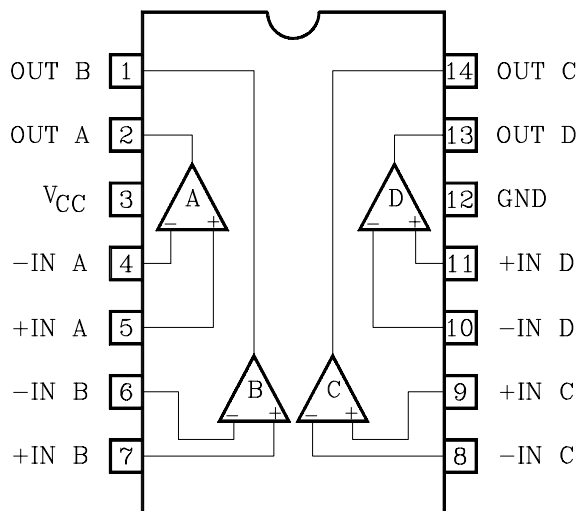 OUT B 1 14 OUT C
OUT A 2 13 OUT D
VCC 3 A D 12 GND
− + − +
−IN A 4 11 +IN D
+IN A 5 10 −IN D
−IN B 6 B C 9 +IN C
− + − +
+IN B 7 8 −IN C